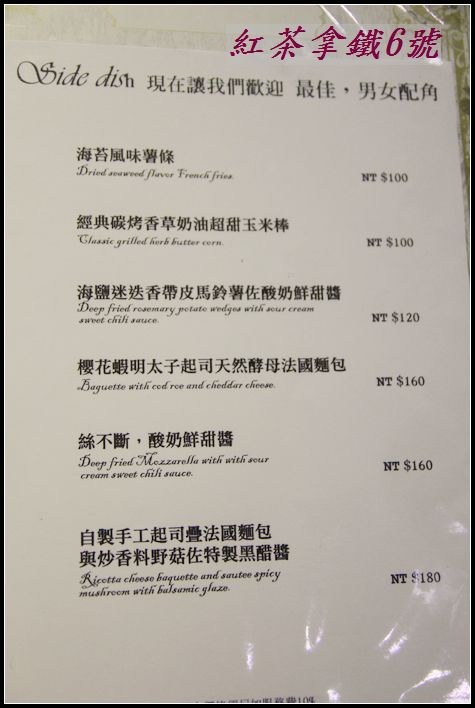 紅茶拿鐵6號
Side dish 現在讓我們歡迎 最佳，男女配角
海苔風味薯條
Dried seaweed flavor French fries.
NT $100
經典碳烤香草奶油超甜玉米棒
Classic grilled herb butter corn.
NT $100
海鹽迷迭香帶皮馬鈴薯佐酸奶鮮甜醬
Deep fried rosemary potato wedges with sour cream
sweet chili sauce.
NT $120
櫻花蝦明太子起司天然酵母法國麵包
Baguette with cod roe and cheddar cheese.
NT $160
絲不斷，酸奶鮮甜醬
Deep fried Mozzarella with with sour
cream sweet chili sauce.
NT $160
自製手工起司疊法國麵包
與炒香料野菇佐特製黑醋醬
Ricotta cheese baguette and sautee spicy
mushroom with balsamic glaze.
NT $180